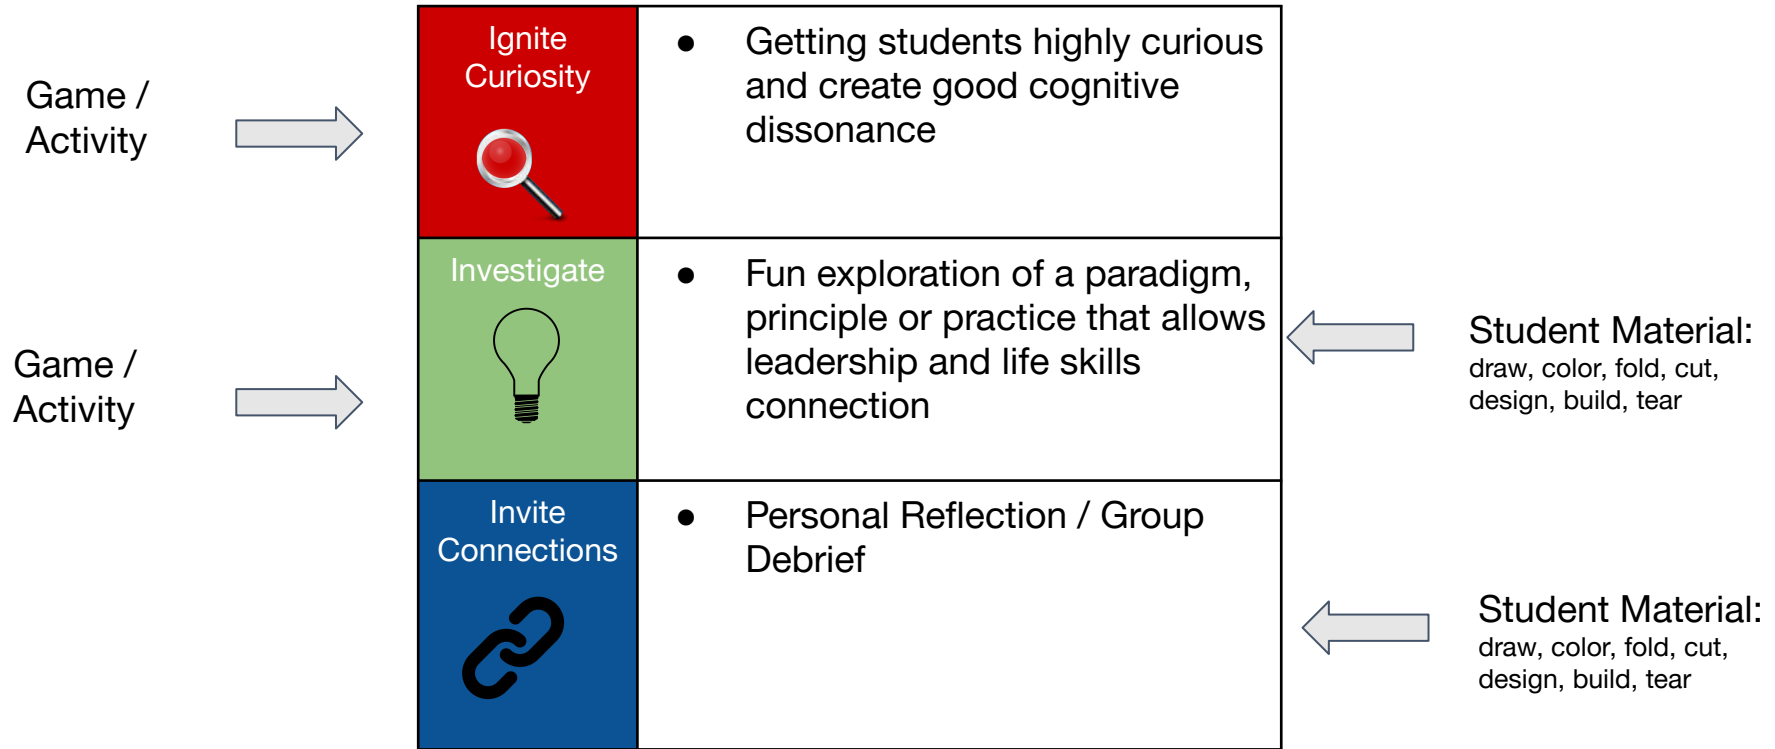 Game /
Activity
Ignite
Curiosity
● Getting students highly curious
and create good cognitive
dissonance
Game /
Activity
Investigate
● Fun exploration of a paradigm,
principle or practice that allows
leadership and life skills
connection
Student Material:
draw, color, fold, cut,
design, build, tear
Invite
Connections
● Personal Reflection / Group
Debrief
Student Material:
draw, color, fold, cut,
design, build, tear